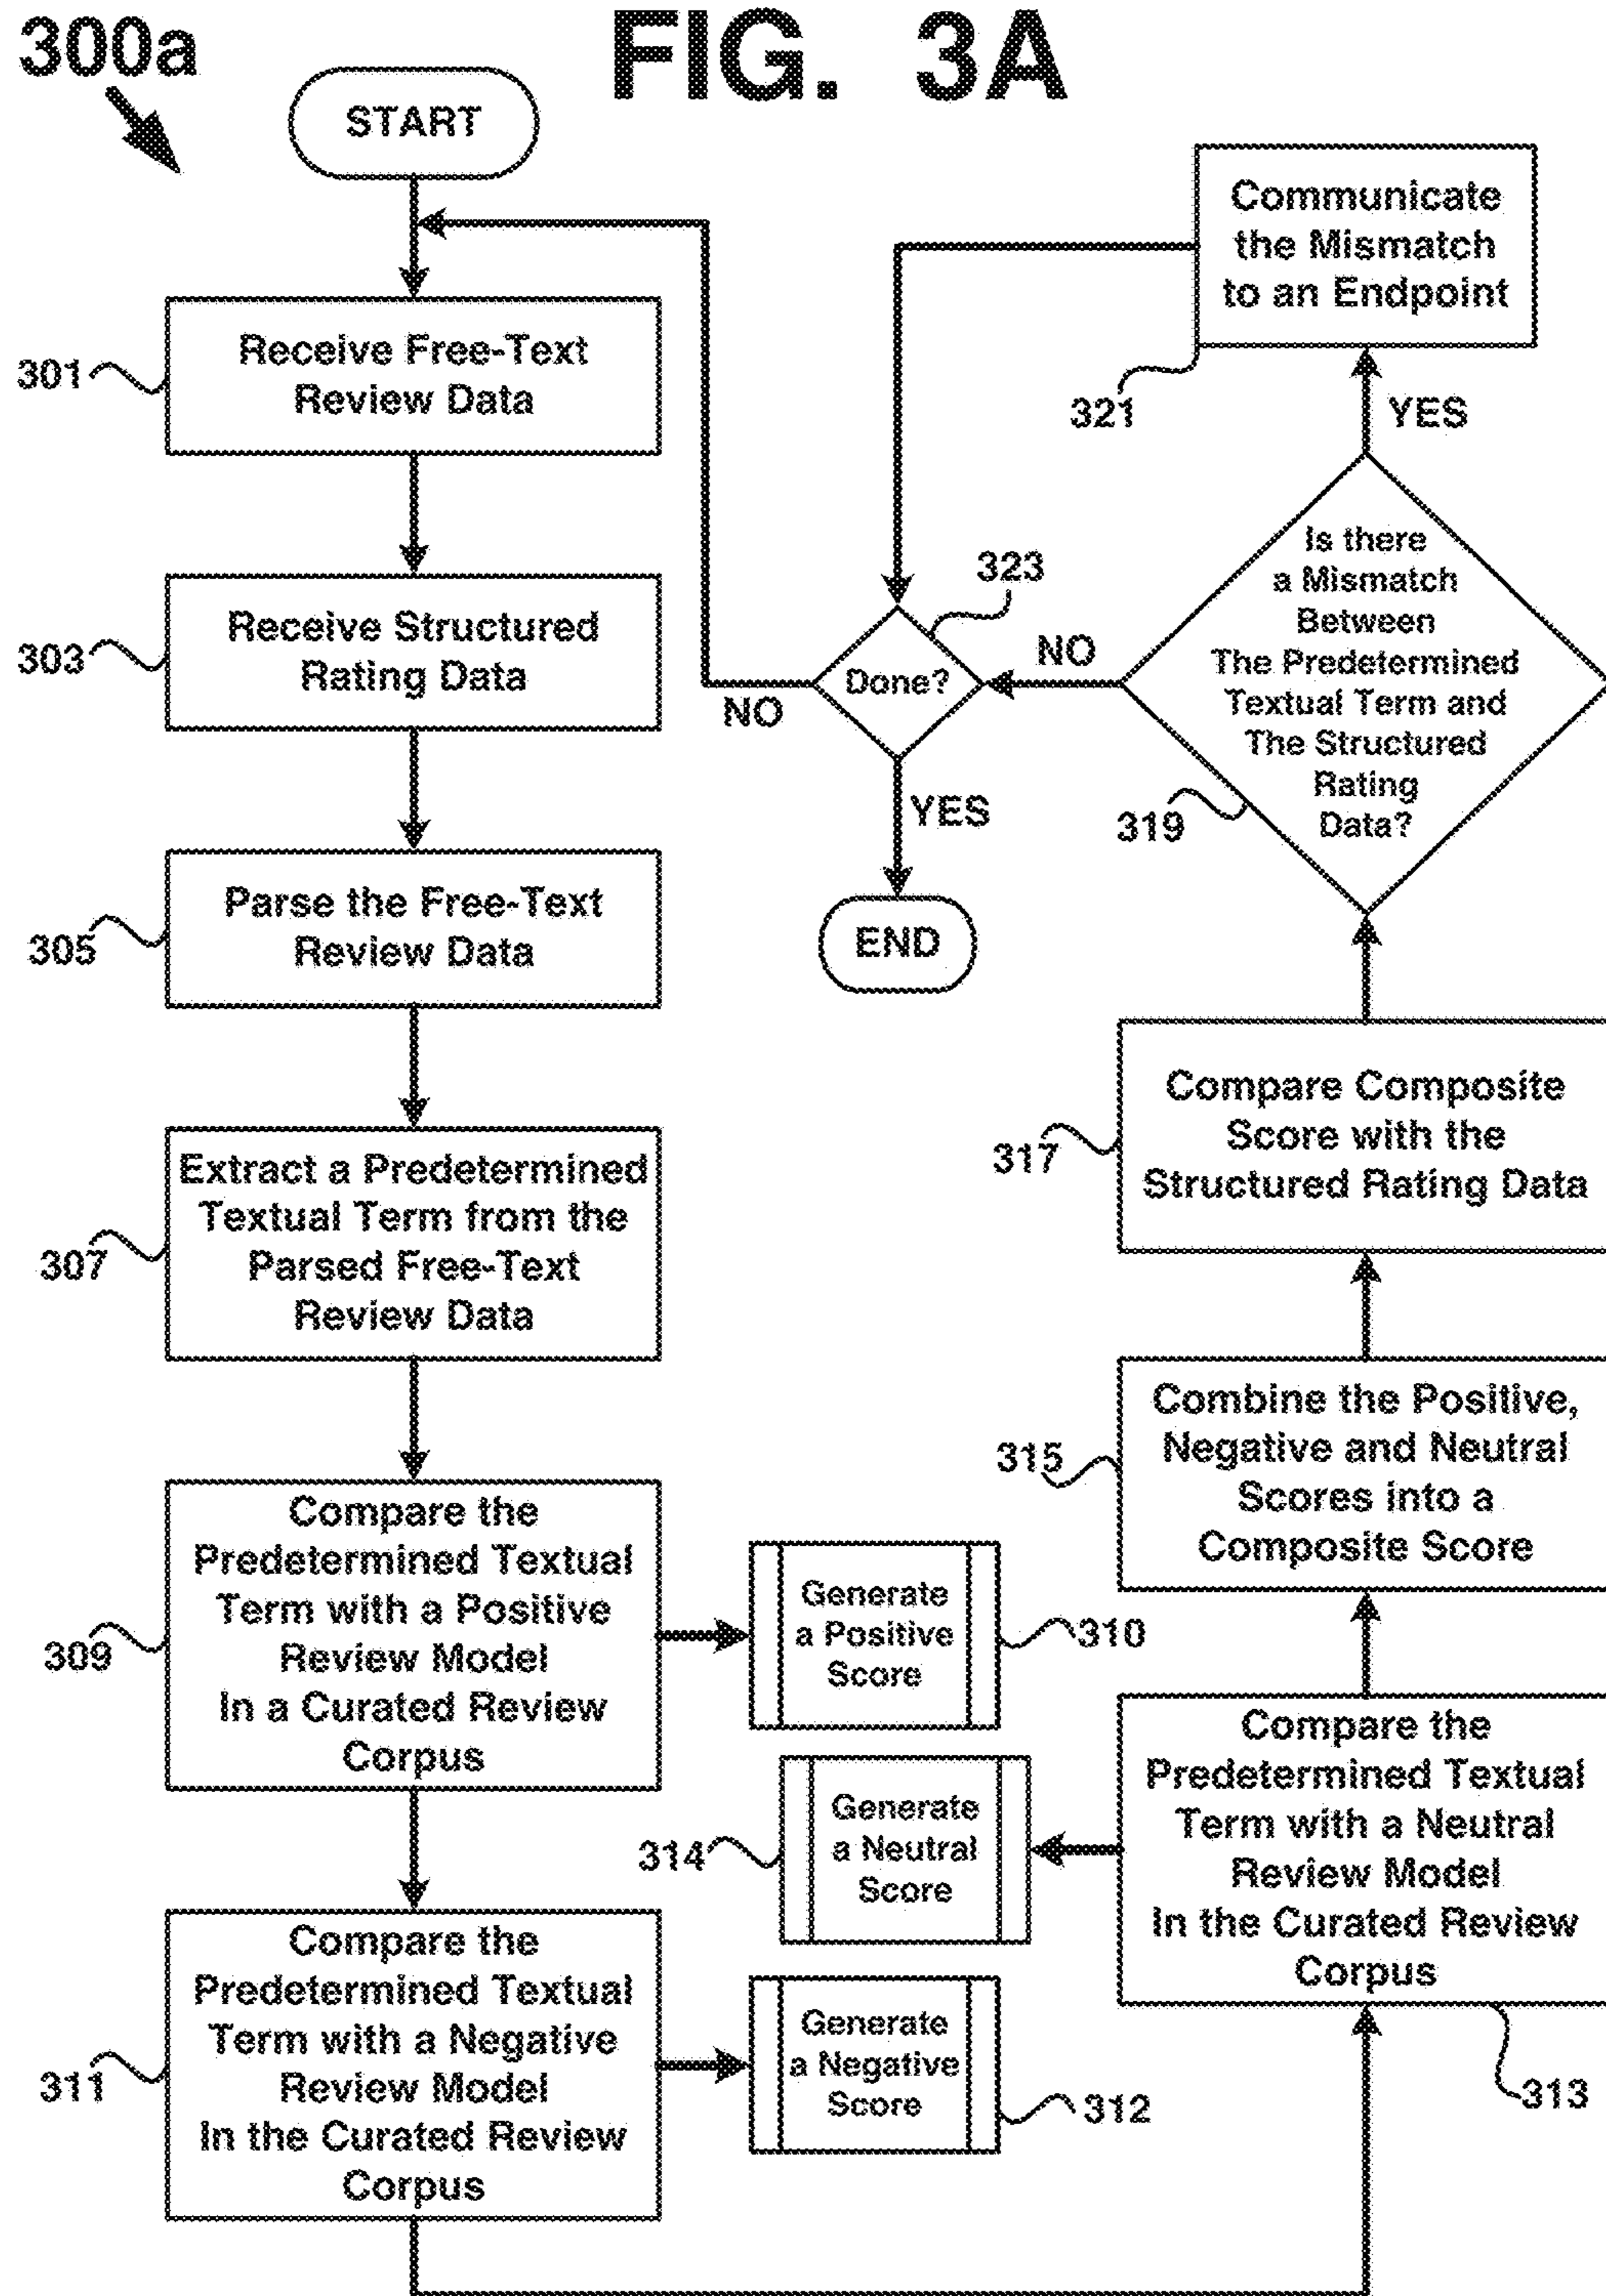 300a
FIG. 3A
START
301
Receive Free-Text
Review Data
303
Receive Structured
Rating Data
305
Parse the Free-Text
Review Data
307
Extract a Predetermined
Textual Term from the
Parsed Free-Text
Review Data
309
Compare the
Predetermined Textual
Term with a Positive
Review Model
In a Curated Review
Corpus
Generate
a Positive
Score
310
311
Compare the
Predetermined Textual
Term with a Negative
Review Model
In the Curated Review
Corpus
Generate
a Negative
Score
312
Compare the
Predetermined Textual
Term with a Neutral
Review Model
In the Curated Review
Corpus
313
314
Generate
a Neutral
Score
315
Combine the Positive,
Negative and Neutral
Scores into a
Composite Score
317
Compare Composite
Score with the
Structured Rating Data
319
Is there
a Mismatch
Between
The Predetermined
Textual Term and
The Structured
Rating
Data?
YES
NO
321
Communicate
the Mismatch
to an Endpoint
323
Done?
NO
YES
END